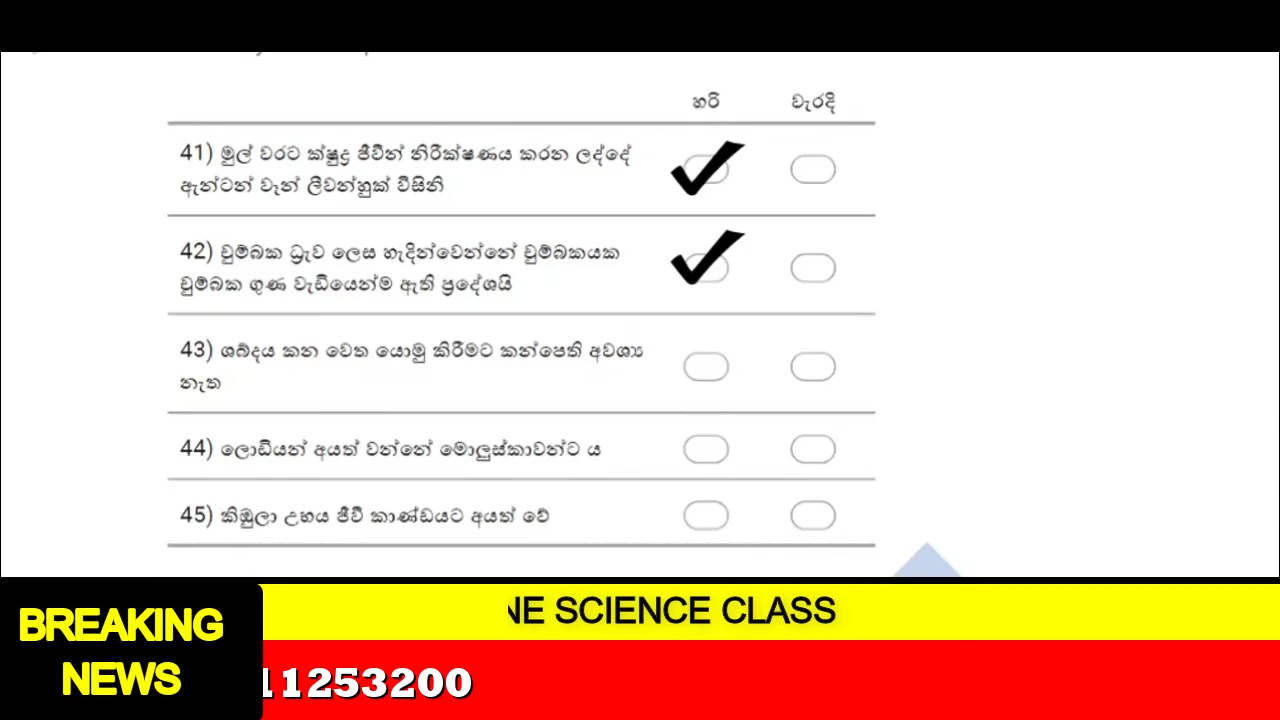 හරි වැරදි
41) මුල් වරට ක්ෂුද්‍ර ජීවීන් නිරීක්ෂණය කරන ලද්දේ
ඇන්ටන් වෑන් ලීවන්හුක් විසිනි
42) චුම්බක ධ්‍රැව ලෙස හැදින්වෙන්නේ චුම්බකයක
චුම්බක ගුණ වැඩියෙන්ම ඇති ප්‍රදේශයි
43) ශබ්දය කන වෙත යොමු කිරීමට කන්පෙති අවශ්‍ය
නැත
44) ලොඩියන් අයත් වන්නේ මොලුස්කාවන්ට ය
45) කිඹුලා උභය ජීවී කාණ්ඩයට අයත් වේ
BREAKING
NEWS
NE SCIENCE CLASS
11253200